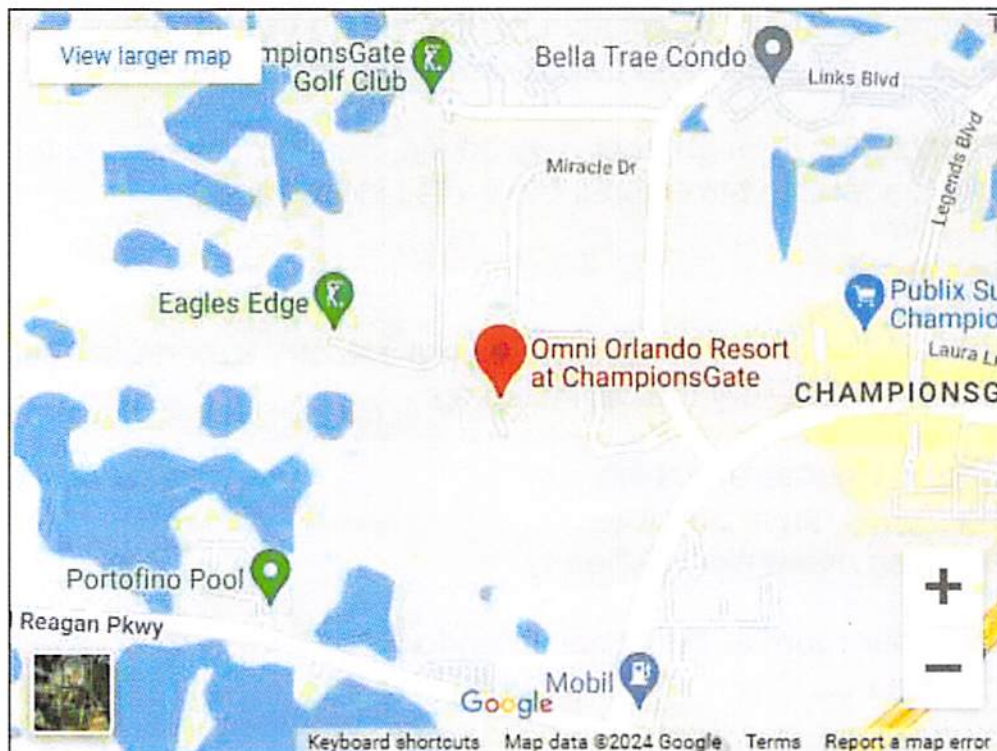 View larger map
mpionsGate
Golf Club
Bella Trae Condo
Links Blvd
Miracle Dr
Legends Blvd
Eagles Edge
Publix Su
Champio
Omni Orlando Resort
at ChampionsGate
Laura L
CHAMPIONSG
Portofino Pool
Reagan Pkwy
Mobil
Google
Keyboard shortcuts
Map data ©2024 Google
Terms
Report a map error